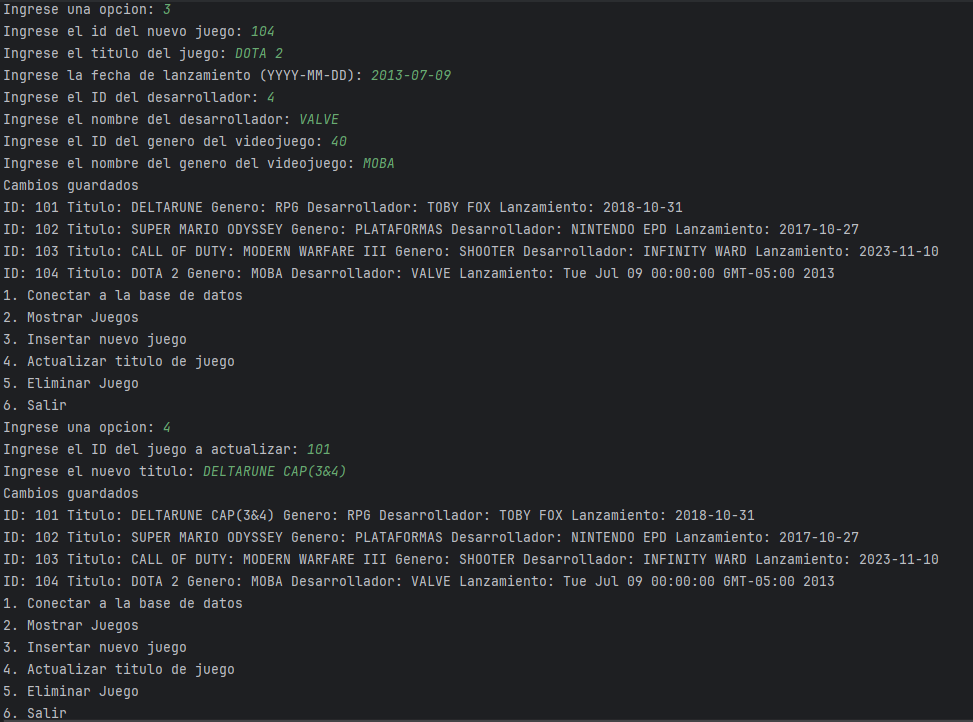 Ingrese una opcion: 3
Ingrese el id del nuevo juego: 104
Ingrese el titulo del juego: DOTA 2
Ingrese la fecha de lanzamiento (YYYY-MM-DD): 2013-07-09
Ingrese el ID del desarrollador: 4
Ingrese el nombre del desarrollador: VALVE
Ingrese el ID del genero del videojuego: 40
Ingrese el nombre del genero del videojuego: MOBA
Cambios guardados
ID: 101 Titulo: DELTARUNE Genero: RPG Desarrollador: TOBY FOX Lanzamiento: 2018-10-31
ID: 102 Titulo: SUPER MARIO ODYSSEY Genero: PLATAFORMAS Desarrollador: NINTENDO EPD Lanzamiento: 2017-10-27
ID: 103 Titulo: CALL OF DUTY: MODERN WARFARE III Genero: SHOOTER Desarrollador: INFINITY WARD Lanzamiento: 2023-11-10
ID: 104 Titulo: DOTA 2 Genero: MOBA Desarrollador: VALVE Lanzamiento: Tue Jul 09 00:00:00 GMT-05:00 2013
1. Conectar a la base de datos
2. Mostrar Juegos
3. Insertar nuevo juego
4. Actualizar titulo de juego
5. Eliminar Juego
6. Salir
Ingrese una opcion: 4
Ingrese el ID del juego a actualizar: 101
Ingrese el nuevo titulo: DELTARUNE CAP(3&4)
Cambios guardados
ID: 101 Titulo: DELTARUNE CAP(3&4) Genero: RPG Desarrollador: TOBY FOX Lanzamiento: 2018-10-31
ID: 102 Titulo: SUPER MARIO ODYSSEY Genero: PLATAFORMAS Desarrollador: NINTENDO EPD Lanzamiento: 2017-10-27
ID: 103 Titulo: CALL OF DUTY: MODERN WARFARE III Genero: SHOOTER Desarrollador: INFINITY WARD Lanzamiento: 2023-11-10
ID: 104 Titulo: DOTA 2 Genero: MOBA Desarrollador: VALVE Lanzamiento: Tue Jul 09 00:00:00 GMT-05:00 2013
1. Conectar a la base de datos
2. Mostrar Juegos
3. Insertar nuevo juego
4. Actualizar titulo de juego
5. Eliminar Juego
6. Salir